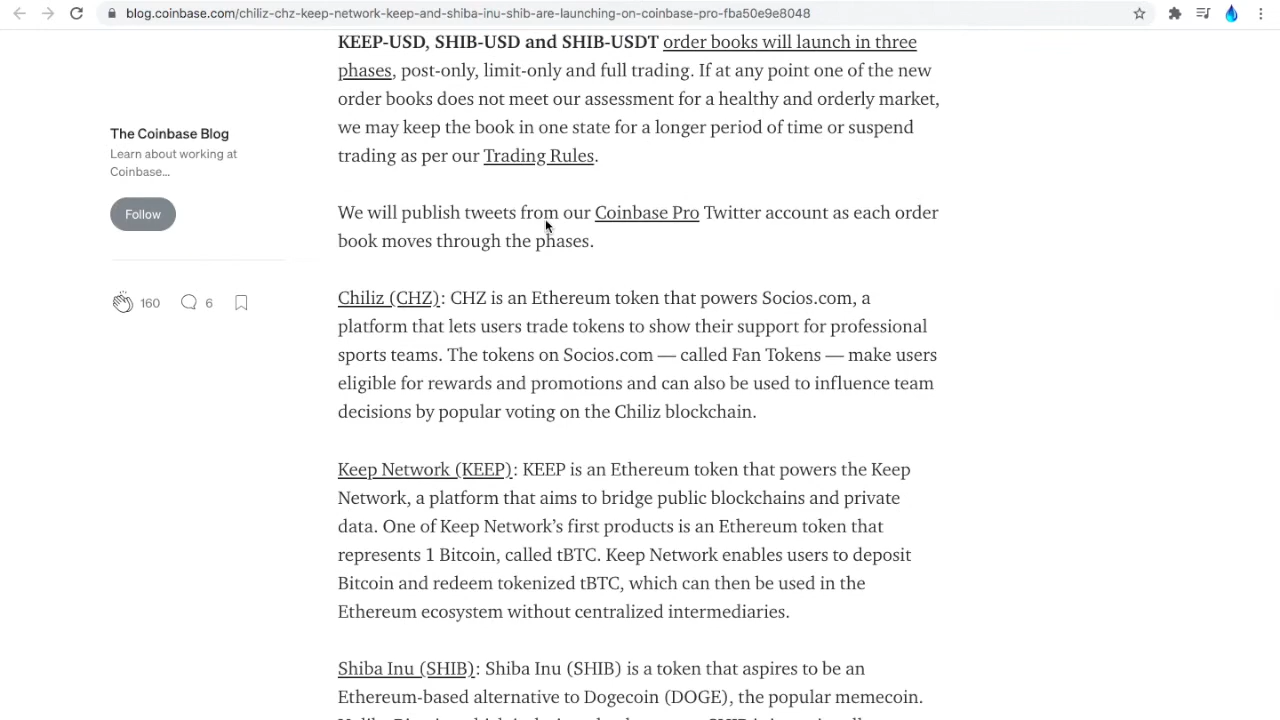 blog.coinbase.com/chiliz-chz-keep-network-keep-and-shiba-inu-shib-are-launching-on-coinbase-pro-fba50e9e8048
KEEP-USD, SHIB-USD and SHIB-USDT order books will launch in three
phases, post-only, limit-only and full trading. If at any point one of the new
order books does not meet our assessment for a healthy and orderly market,
we may keep the book in one state for a longer period of time or suspend
trading as per our Trading Rules.
The Coinbase Blog
Learn about working at
Coinbase...
Follow
160
6
We will publish tweets from our Coinbase Pro Twitter account as each order
book moves through the phases.
Chiliz (CHZ): CHZ is an Ethereum token that powers Socios.com, a
platform that lets users trade tokens to show their support for professional
sports teams. The tokens on Socios.com — called Fan Tokens — make users
eligible for rewards and promotions and can also be used to influence team
decisions by popular voting on the Chiliz blockchain.
Keep Network (KEEP): KEEP is an Ethereum token that powers the Keep
Network, a platform that aims to bridge public blockchains and private
data. One of Keep Network’s first products is an Ethereum token that
represents 1 Bitcoin, called tBTC. Keep Network enables users to deposit
Bitcoin and redeem tokenized tBTC, which can then be used in the
Ethereum ecosystem without centralized intermediaries.
Shiba Inu (SHIB): Shiba Inu (SHIB) is a token that aspires to be an
Ethereum-based alternative to Dogecoin (DOGE), the popular memecoin.